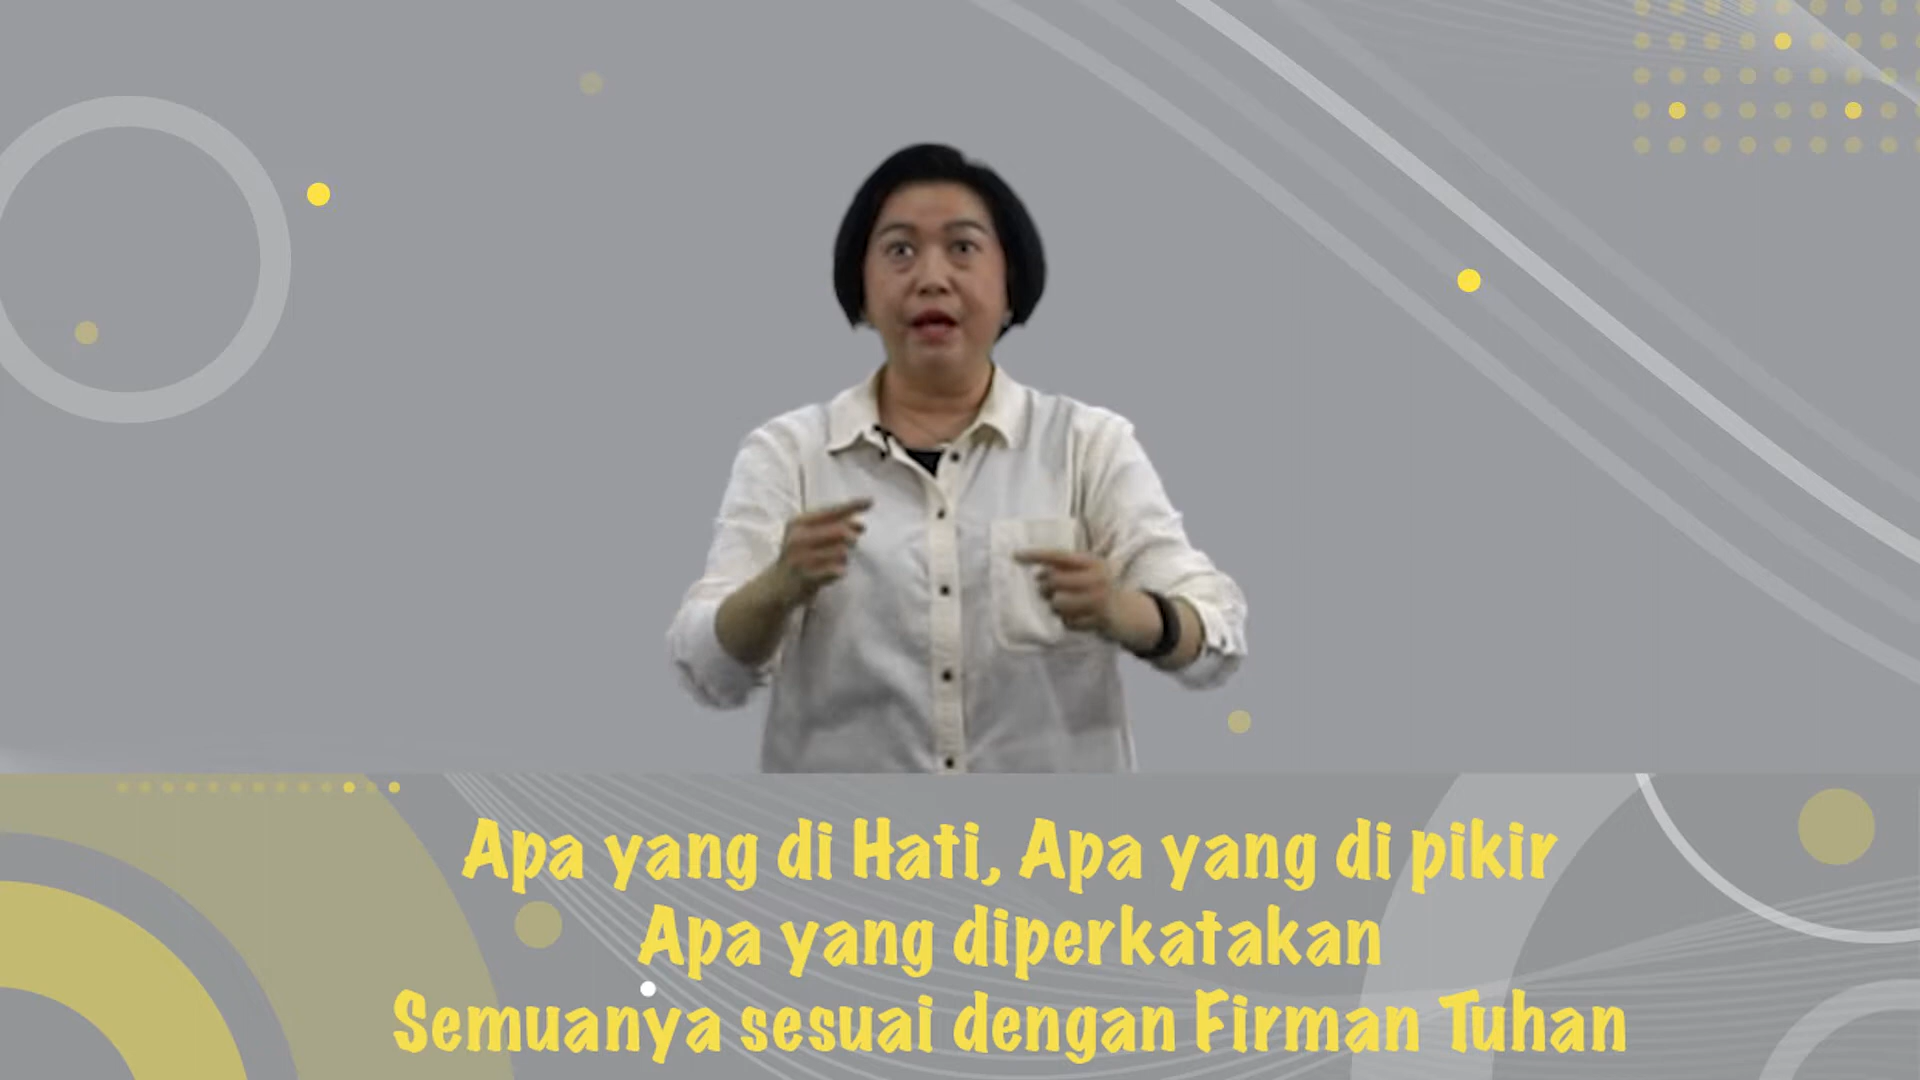 Apa yang di Hati, Apa yang di pikir
Apa yang diperkatakan
Semuanya sesuai dengan Firman Tuhan